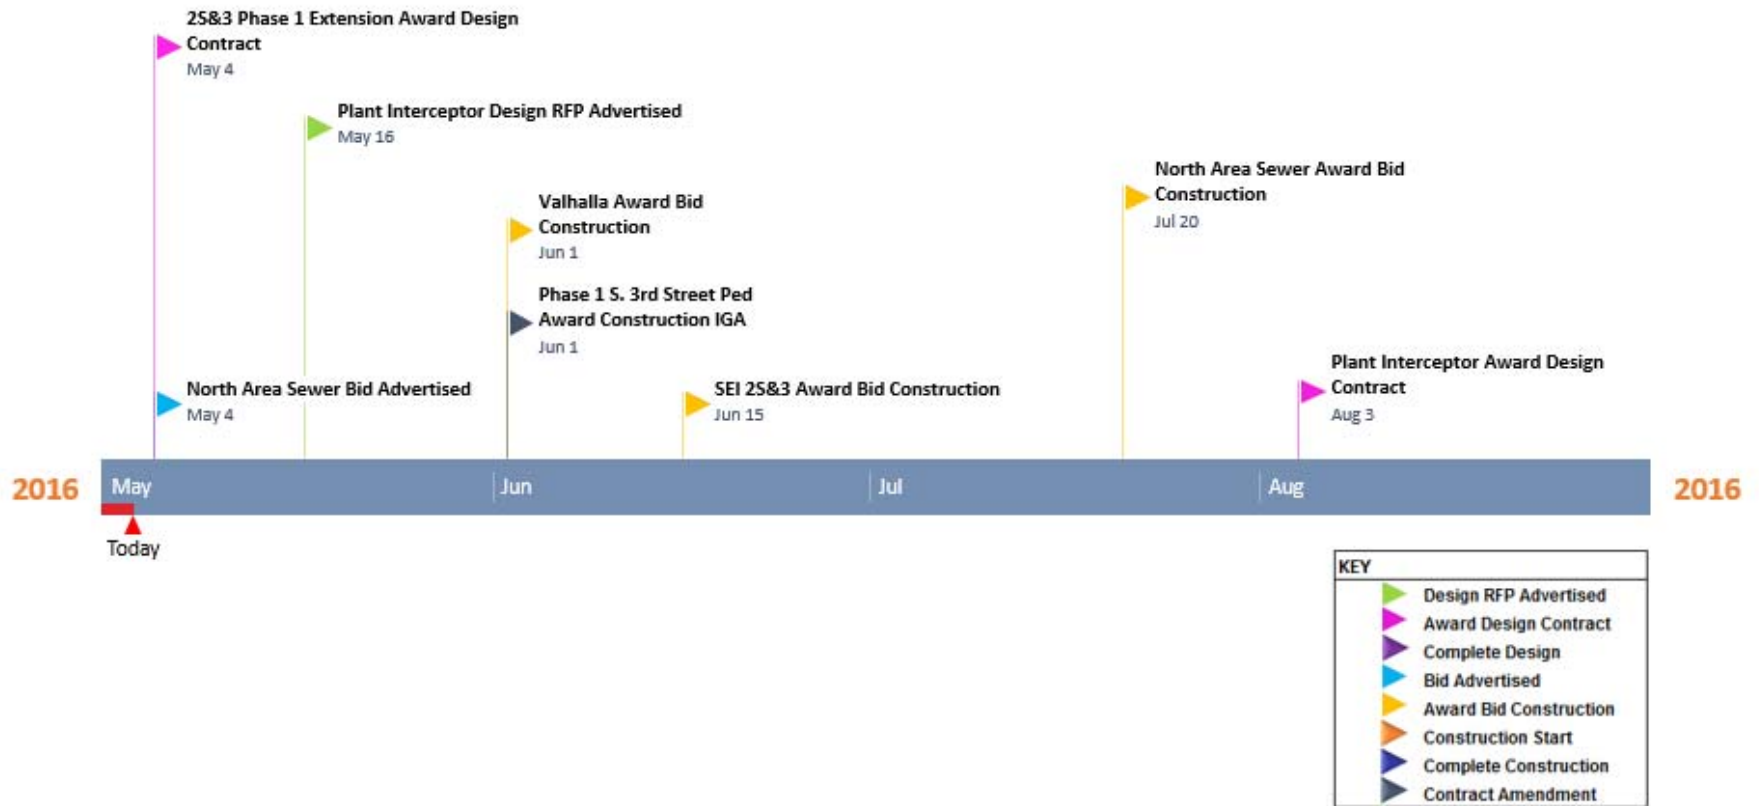 2S&3 Phase 1 Extension Award Design
Contract
May 4
Plant Interceptor Design RFP Advertised
May 16
Valhalla Award Bid
Construction
Jun 1
North Area Sewer Award Bid
Construction
Jul 20
Phase 1 S. 3rd Street Ped
Award Construction IGA
Jun 1
North Area Sewer Bid Advertised
May 4
SEI 2S&3 Award Bid Construction
Jun 15
Plant Interceptor Award Design
Contract
Aug 3
2016
May
Jun
Jul
Aug
2016
Today
KEY
Design RFP Advertised
Award Design Contract
Complete Design
Bid Advertised
Award Bid Construction
Construction Start
Complete Construction
Contract Amendment